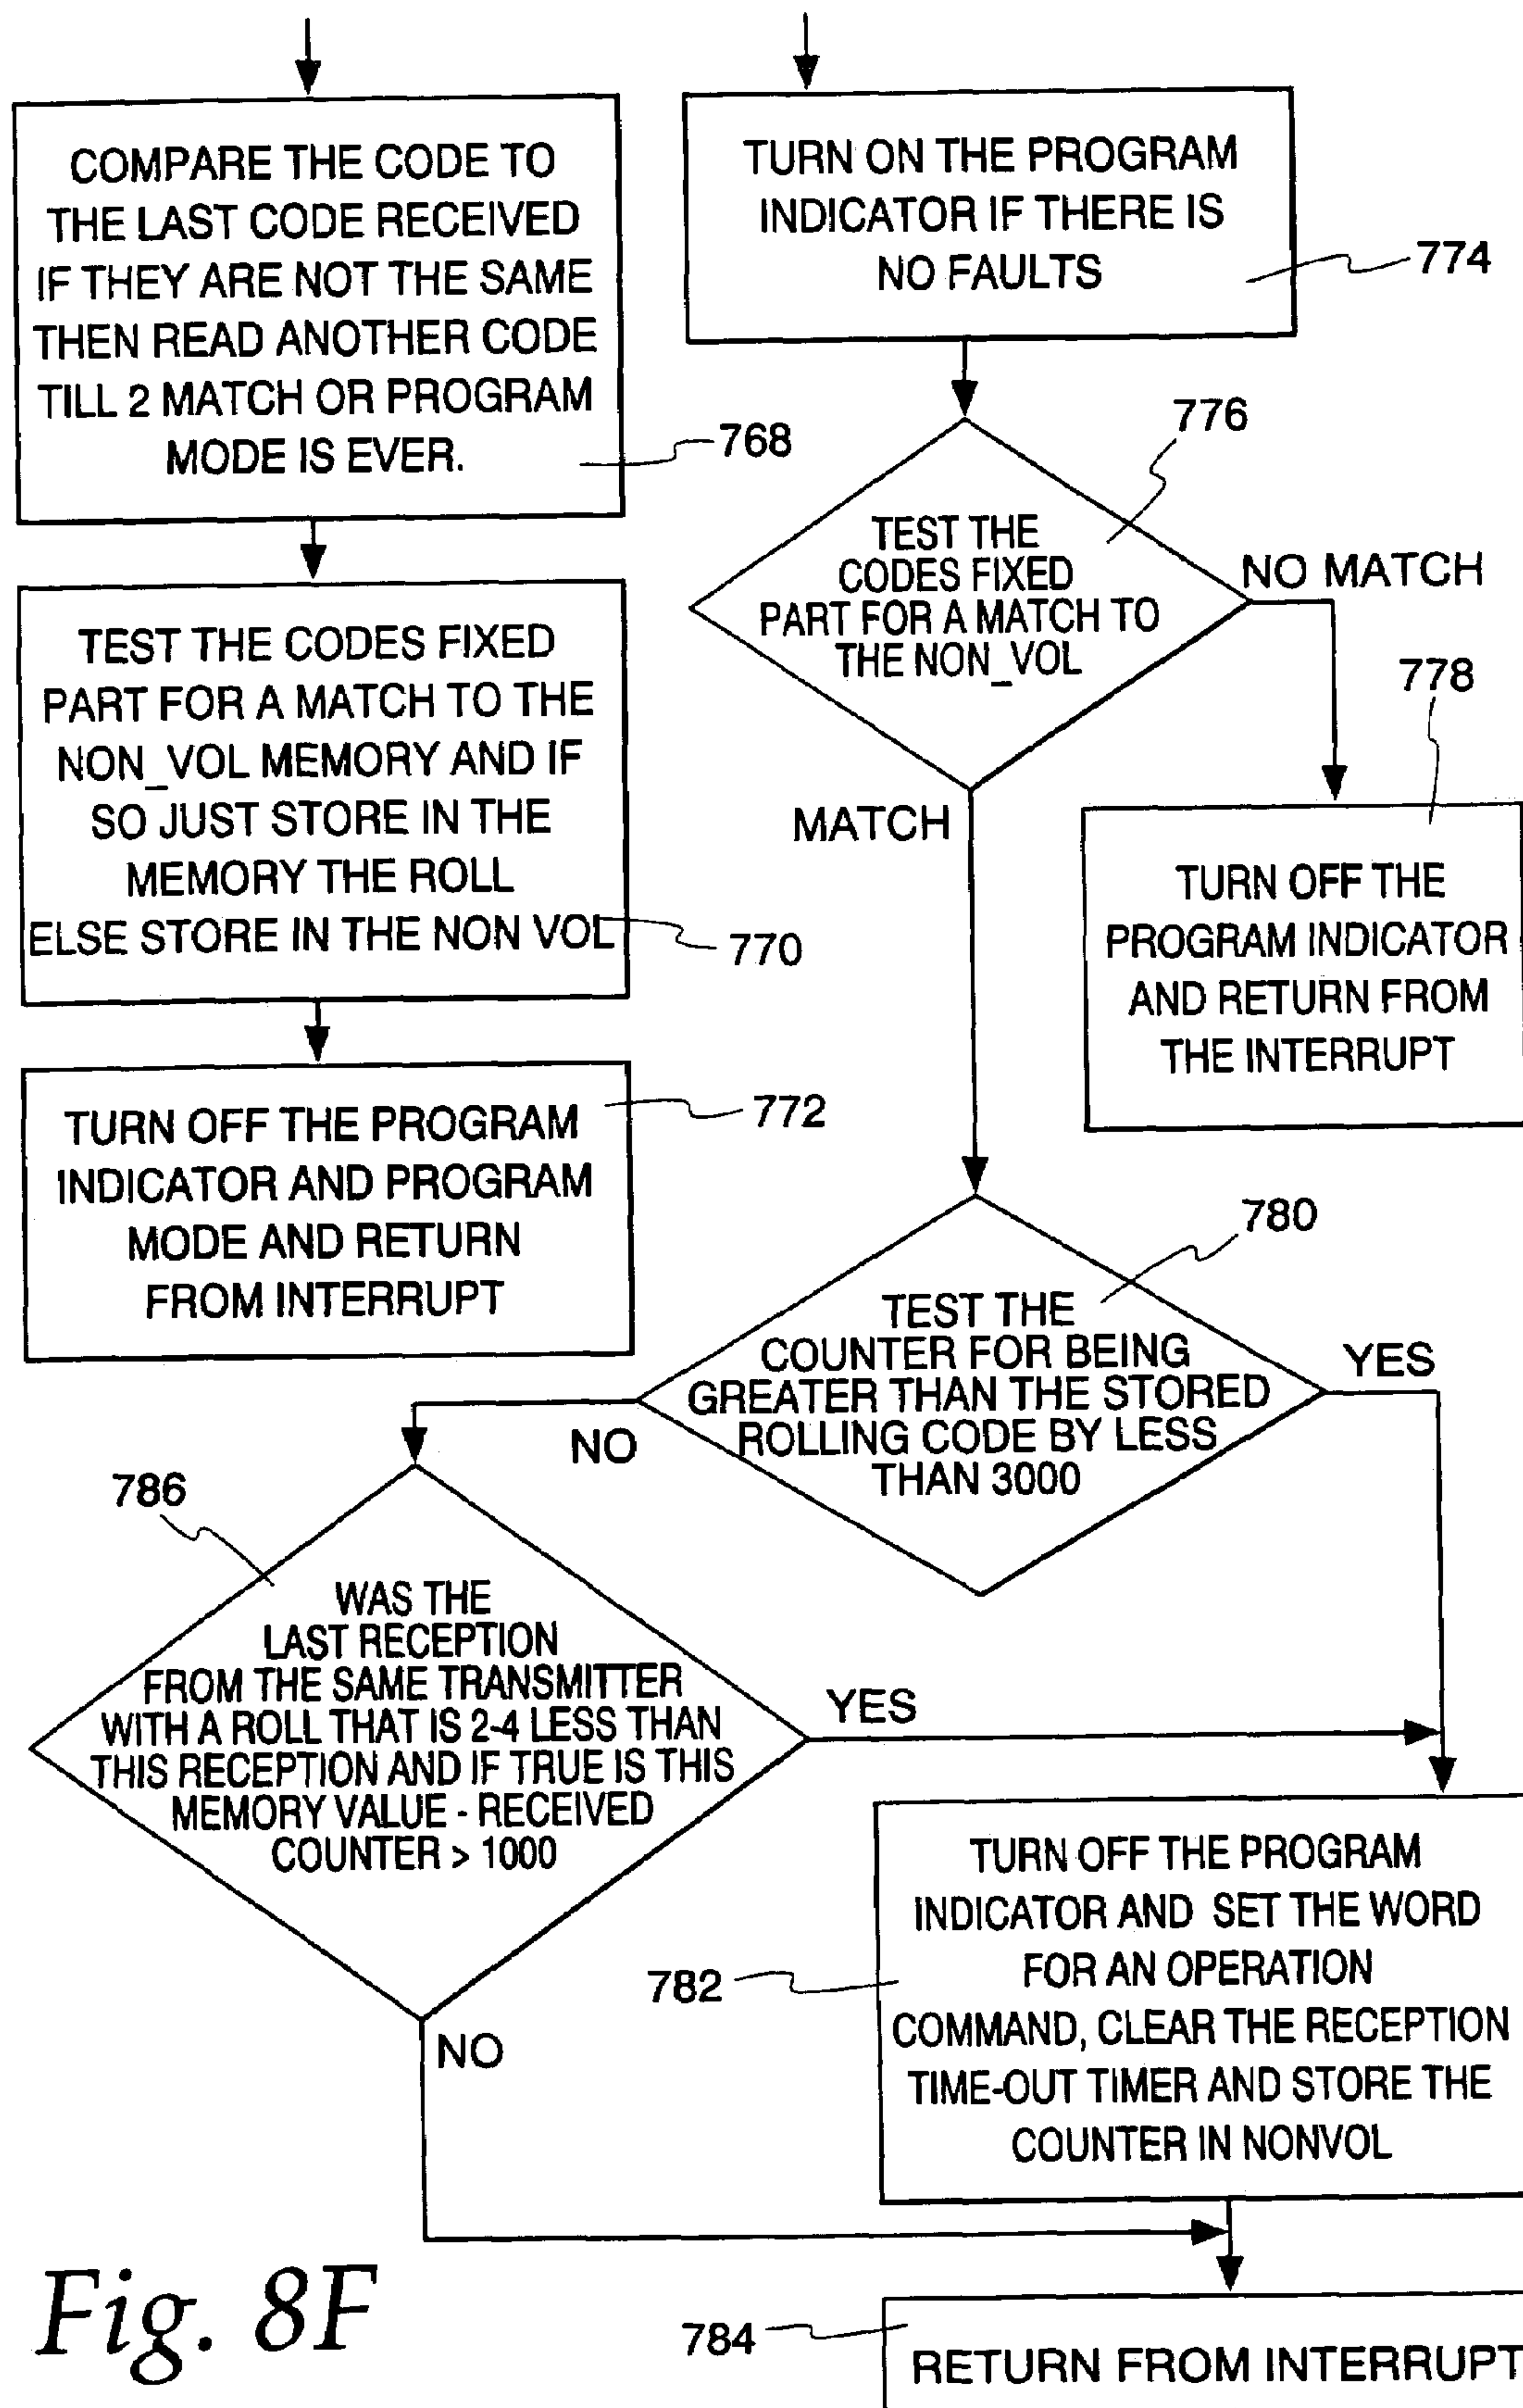 COMPARE THE CODE TO
THE LAST CODE RECEIVED
IF THEY ARE NOT THE SAME
THEN READ ANOTHER CODE
TILL 2 MATCH OR PROGRAM
MODE IS EVER.
768
TEST THE CODES FIXED
PART FOR A MATCH TO THE
NON_VOL MEMORY AND IF
SO JUST STORE IN THE
MEMORY THE ROLL
ELSE STORE IN THE NON VOL
770
TURN OFF THE PROGRAM
INDICATOR AND PROGRAM
MODE AND RETURN
FROM INTERRUPT
772
TURN ON THE PROGRAM
INDICATOR IF THERE IS
NO FAULTS
774
776
TEST THE
CODES FIXED
PART FOR A MATCH TO
THE NON_VOL
NO MATCH
MATCH
778
TURN OFF THE
PROGRAM INDICATOR
AND RETURN FROM
THE INTERRUPT
780
TEST THE
COUNTER FOR BEING
GREATER THAN THE STORED
ROLLING CODE BY LESS
THAN 3000
YES
NO
786
WAS THE
LAST RECEPTION
FROM THE SAME TRANSMITTER
WITH A ROLL THAT IS 2-4 LESS THAN
THIS RECEPTION AND IF TRUE IS THIS
MEMORY VALUE - RECEIVED
COUNTER > 1000
YES
NO
782
TURN OFF THE PROGRAM
INDICATOR AND SET THE WORD
FOR AN OPERATION
COMMAND, CLEAR THE RECEPTION
TIME-OUT TIMER AND STORE THE
COUNTER IN NONVOL
784
RETURN FROM INTERRUPT
Fig. 8F